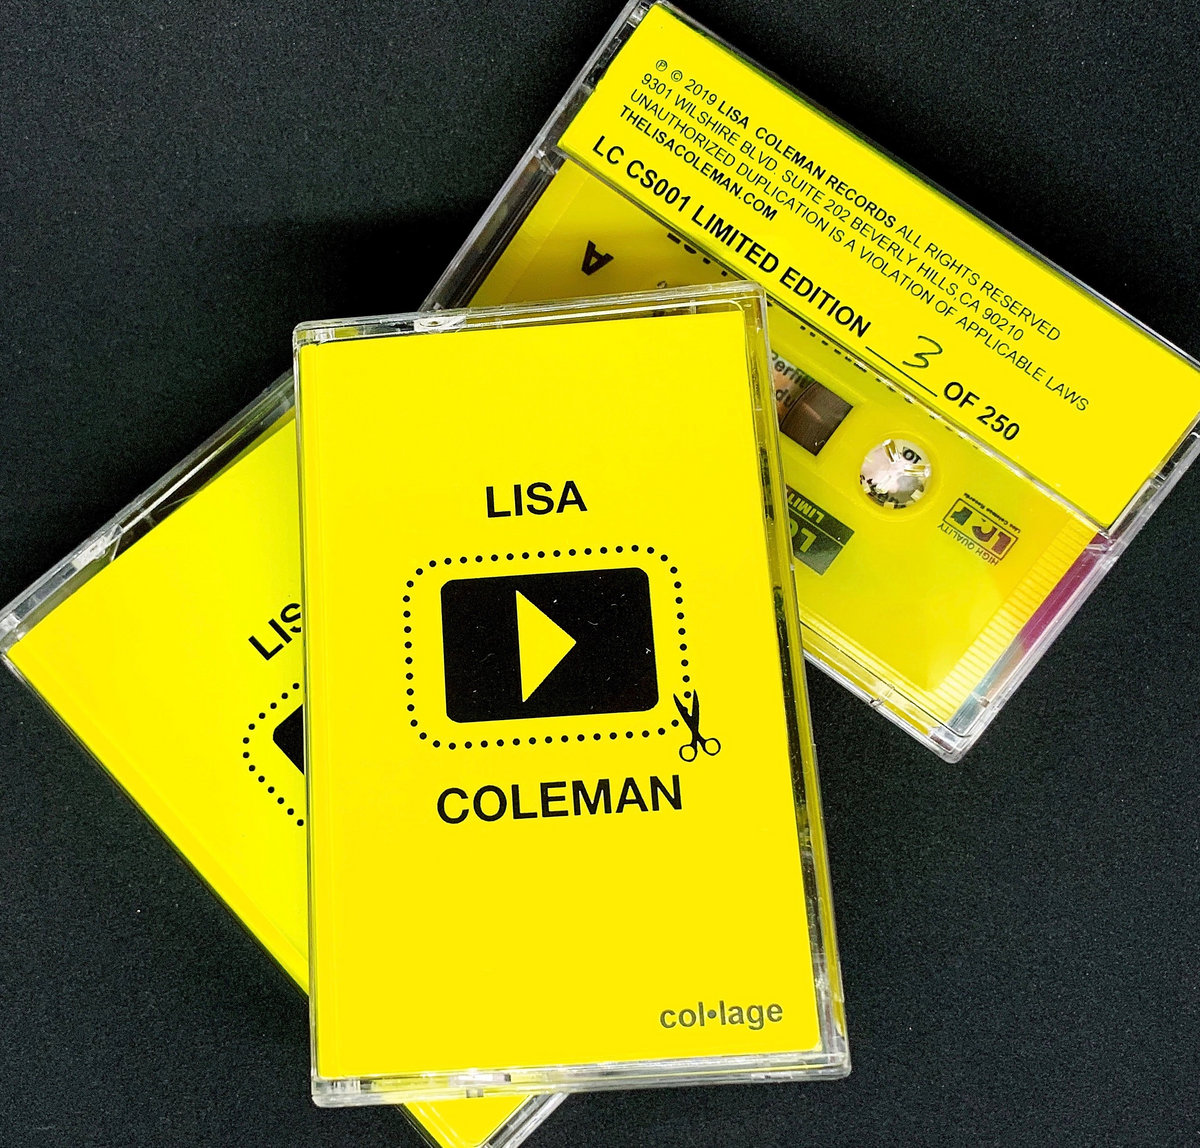 ℗ © 2019 LISA COLEMAN RECORDS ALL RIGHTS RESERVED
9301 WILSHIRE BLVD. SUITE 202 BEVERLY HILLS, CA 90210
UNAUTHORIZED DUPLICATION IS A VIOLATION OF APPLICABLE LAWS
THELISACOLEMAN.COM
LC CS001 LIMITED EDITION 3 OF 250
A
HIGH QUALITY
LISA
COLEMAN
col•lage
LIS